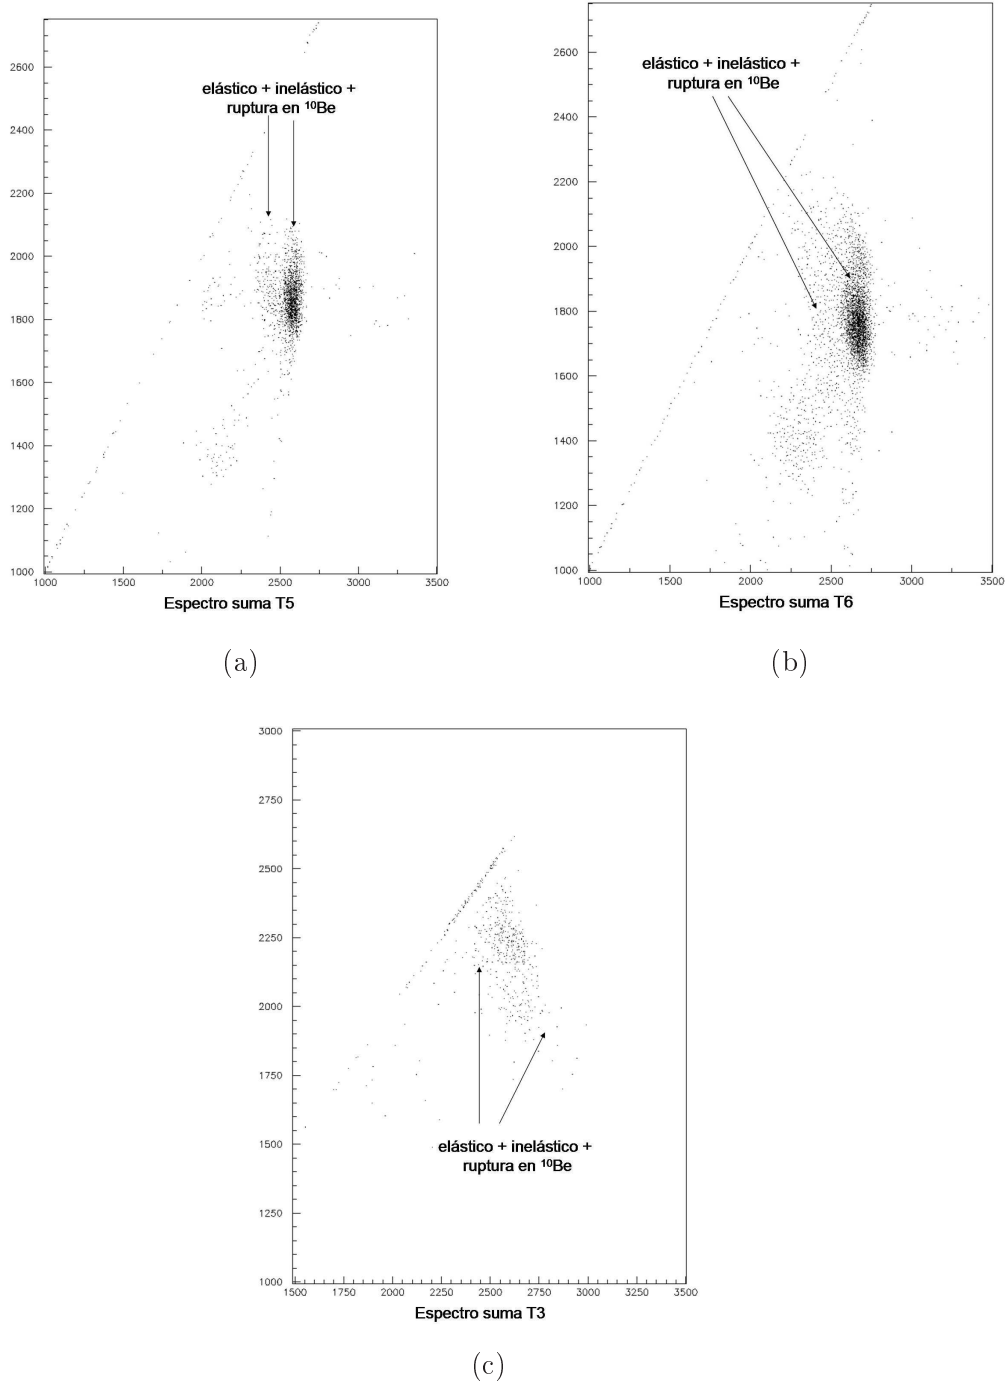 2600
2400
2200
2000
1800
1600
1400
1200
1000
1000 1500 2000 2500 3000 3500
elástico + inelástico +
ruptura en ¹⁰Be
Espectro suma T5
(a)
2600
2400
2200
2000
1800
1600
1400
1200
1000
1000 1500 2000 2500 3000 3500
elástico + inelástico +
ruptura en ¹⁰Be
Espectro suma T6
(b)
3000
2750
2500
2250
2000
1750
1500
1250
1000
1500 1750 2000 2250 2500 2750 3000 3250 3500
elástico + inelástico +
ruptura en ¹⁰Be
Espectro suma T3
(c)